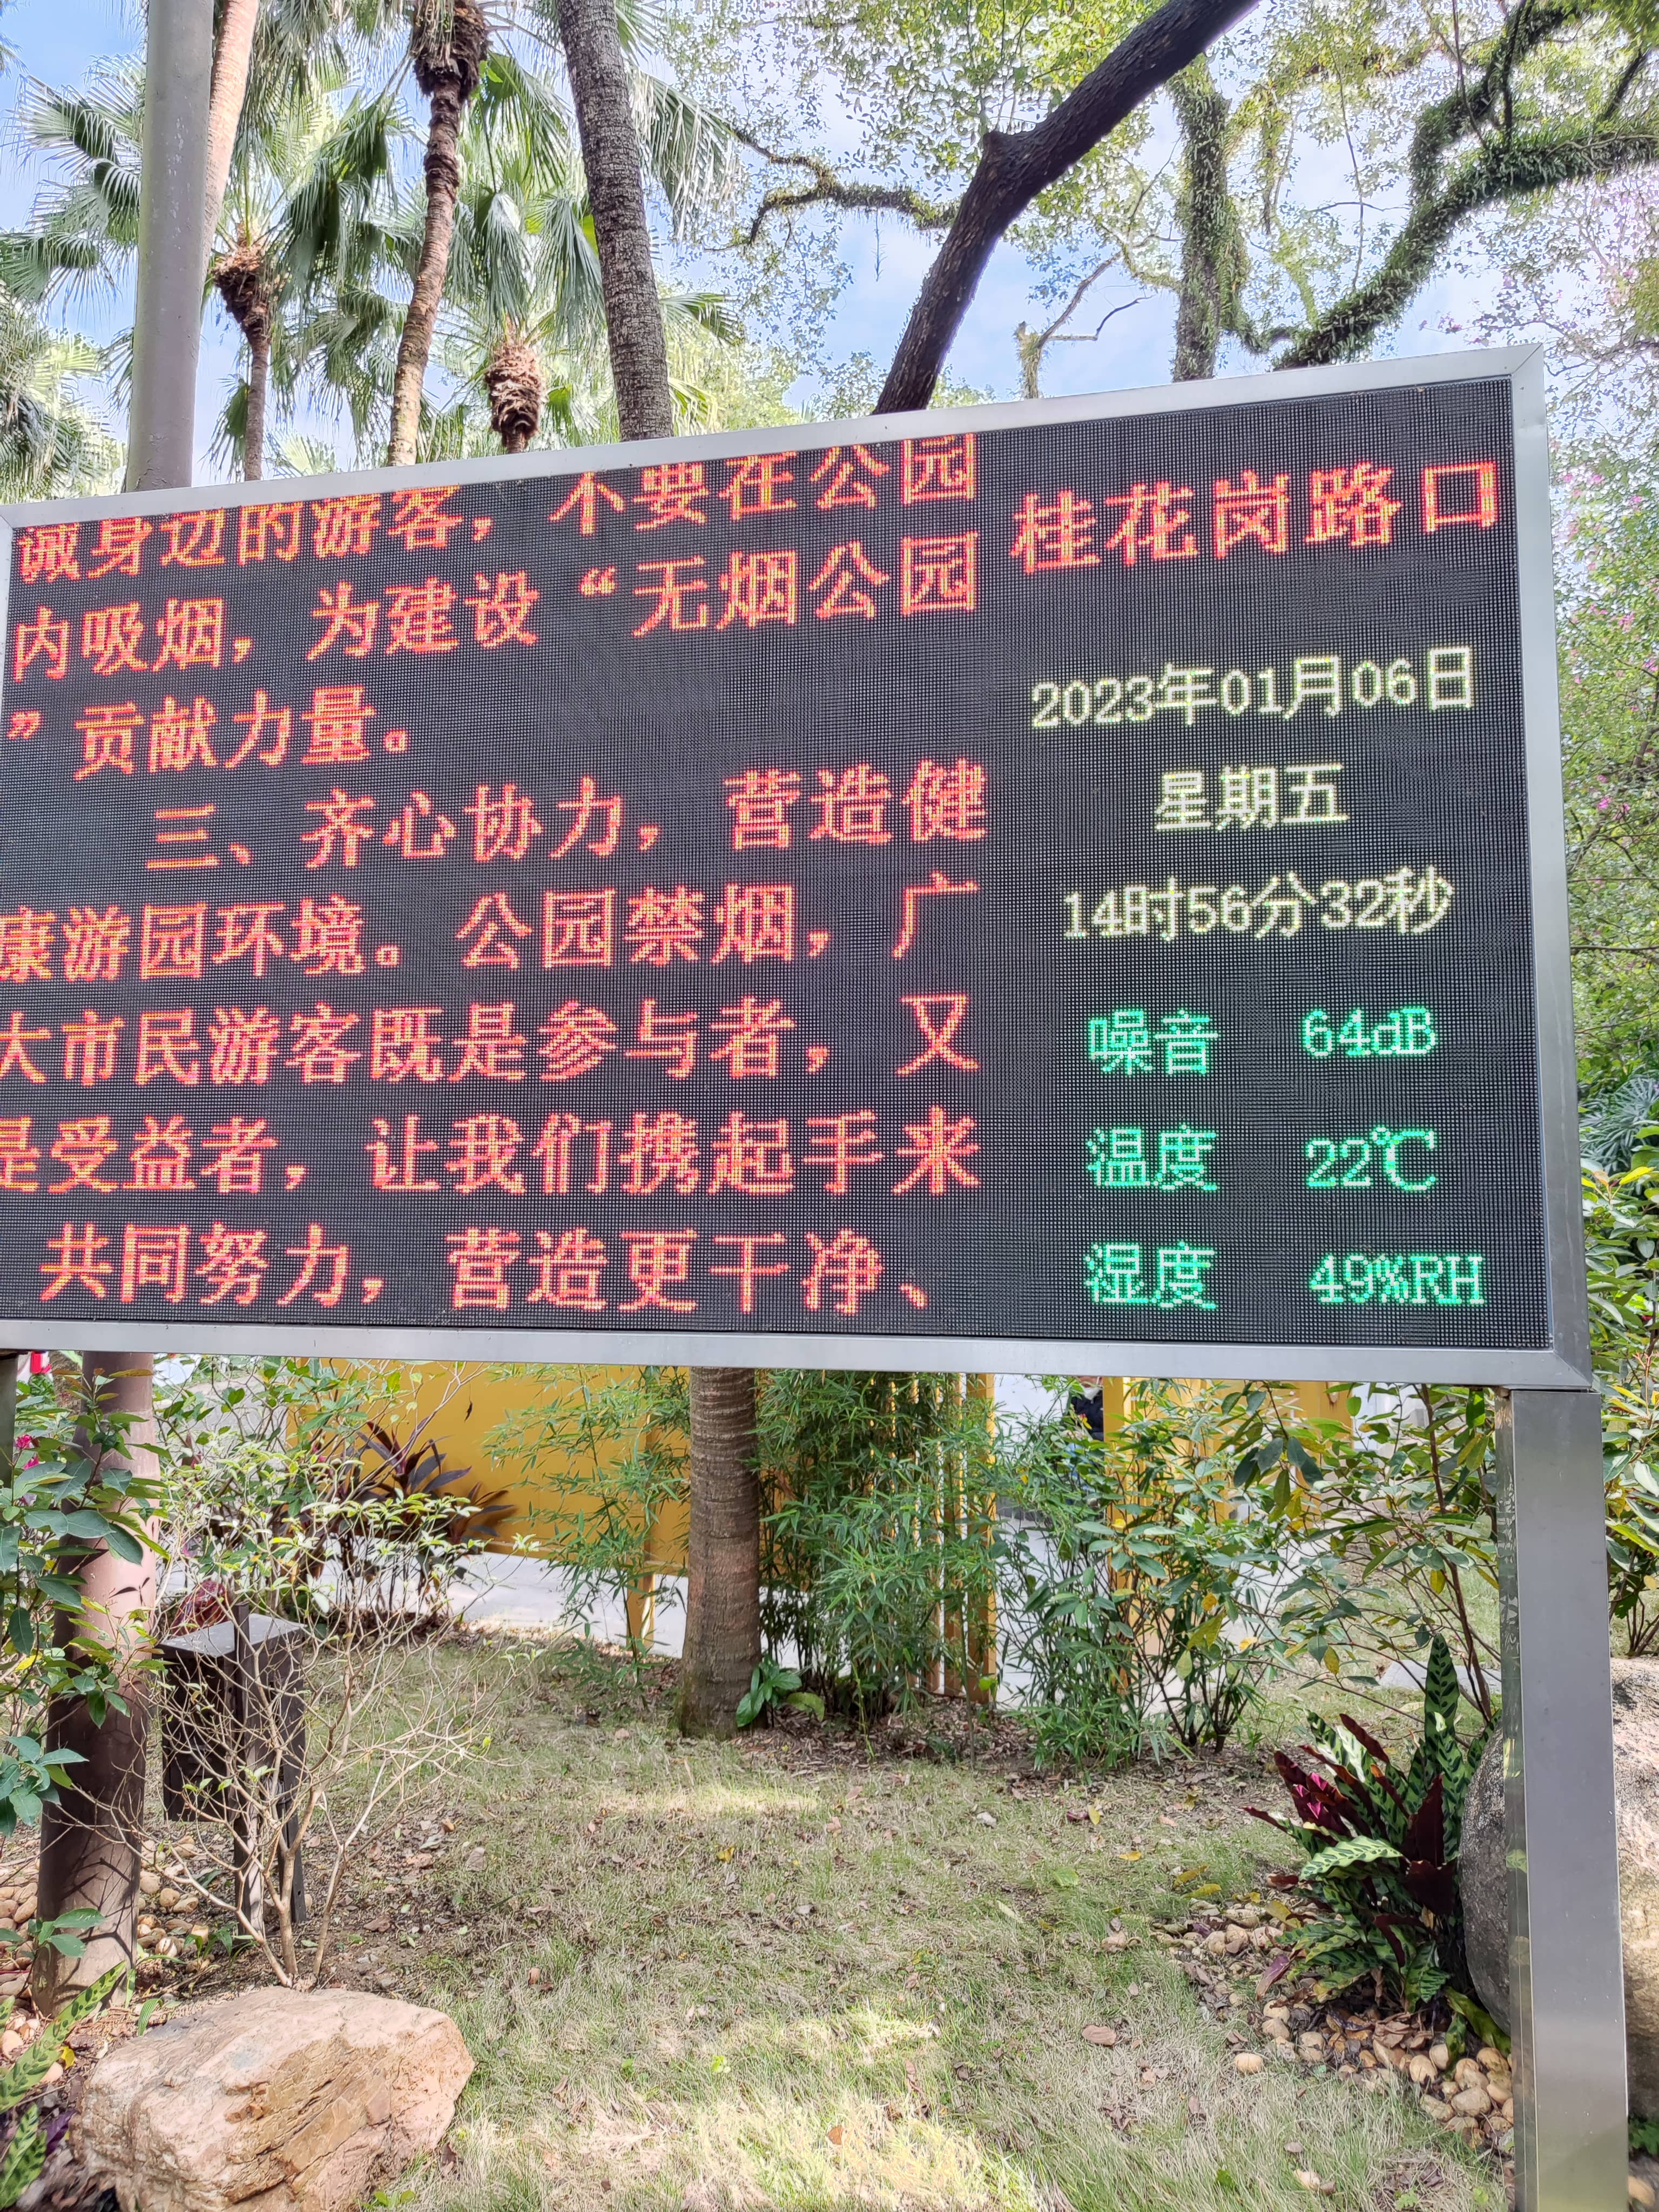 诫身边的游客，不要在公园
内吸烟，为建设“无烟公园
”贡献力量。
三、齐心协力，营造健
康游园环境。公园禁烟，广
大市民游客既是参与者，又
是受益者，让我们携起手来
共同努力，营造更干净、
桂花岗路口
2023年01月06日
星期五
14时56分32秒
噪音 64dB
温度 22℃
湿度 49%RH